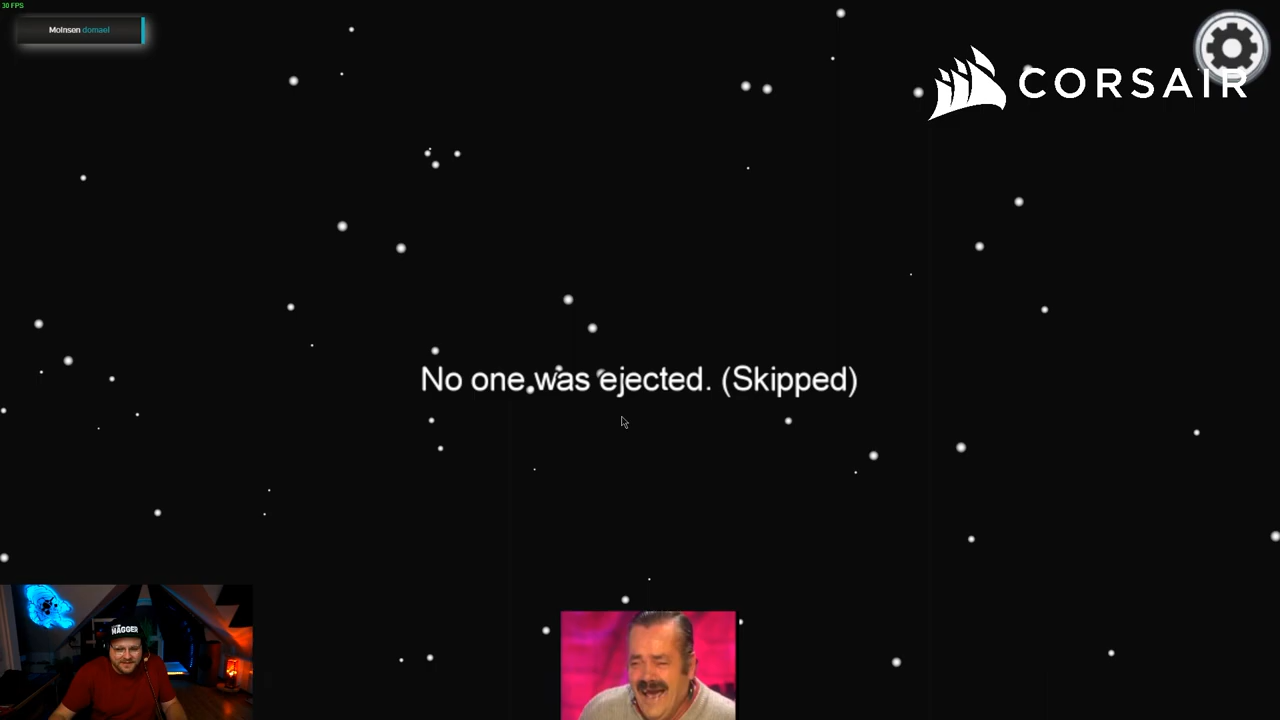 30 FPS
Moinsen domael
CORSAIR
No one was ejected. (Skipped)
HAGGER